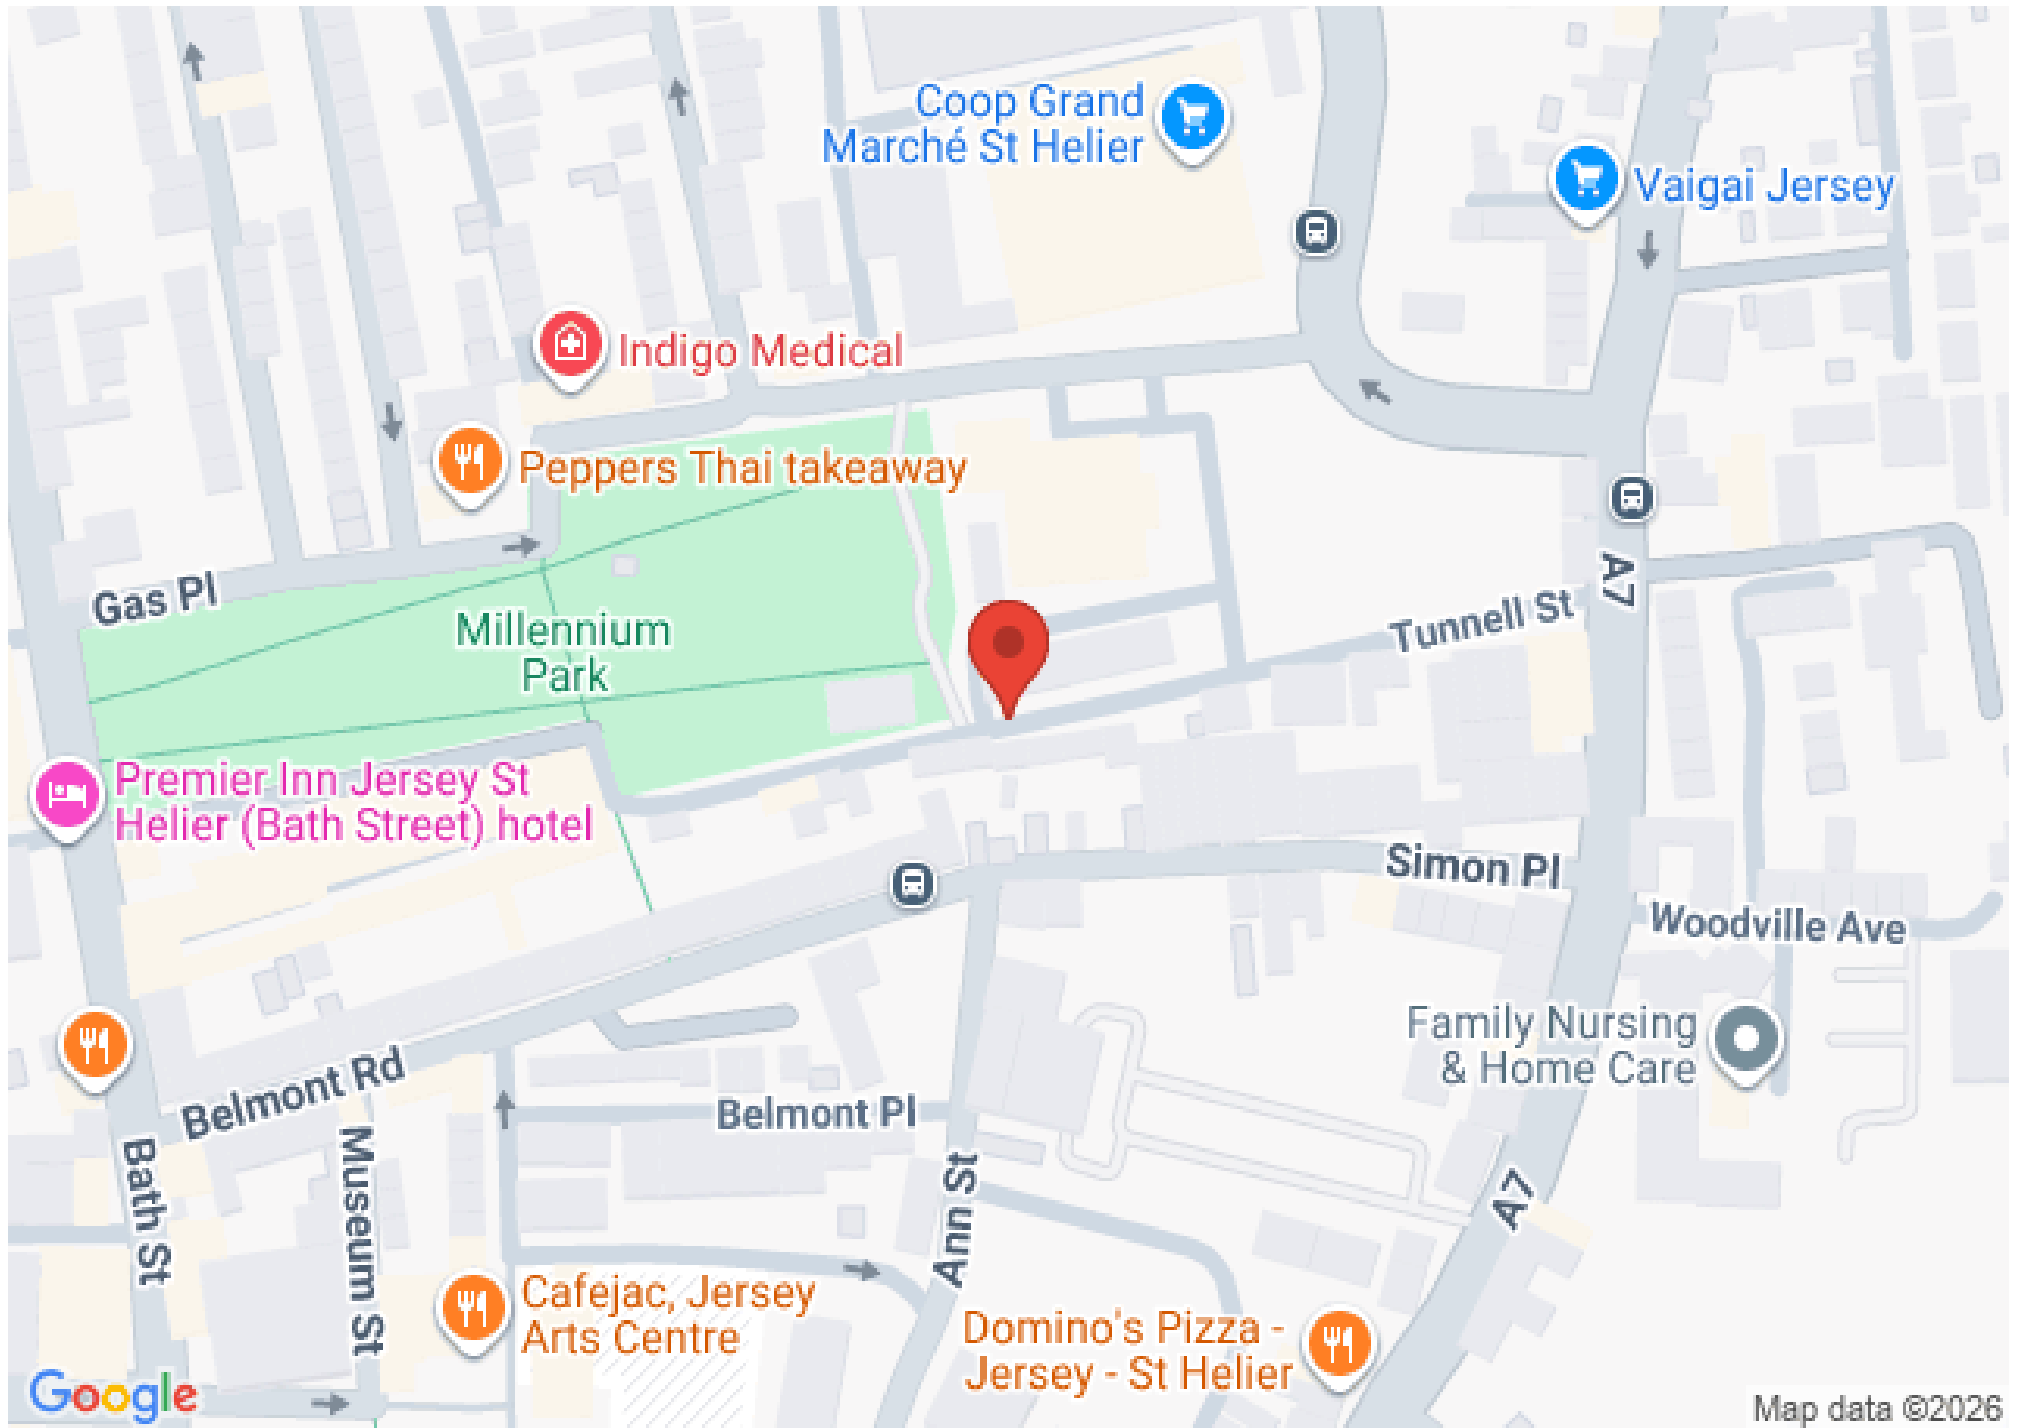 Coop Grand
Marché St Helier
Vaigai Jersey
Indigo Medical
Peppers Thai takeaway
Gas Pl
A7
Tunnell St
Millennium
Park
Premier Inn Jersey St
Helier (Bath Street) hotel
Simon Pl
Woodville Ave
Family Nursing
& Home Care
Belmont Rd
Belmont Pl
Bath St
Museum St
Ann St
A7
Cafejac, Jersey
Arts Centre
Domino's Pizza -
Jersey - St Helier
Google
Map data ©2026